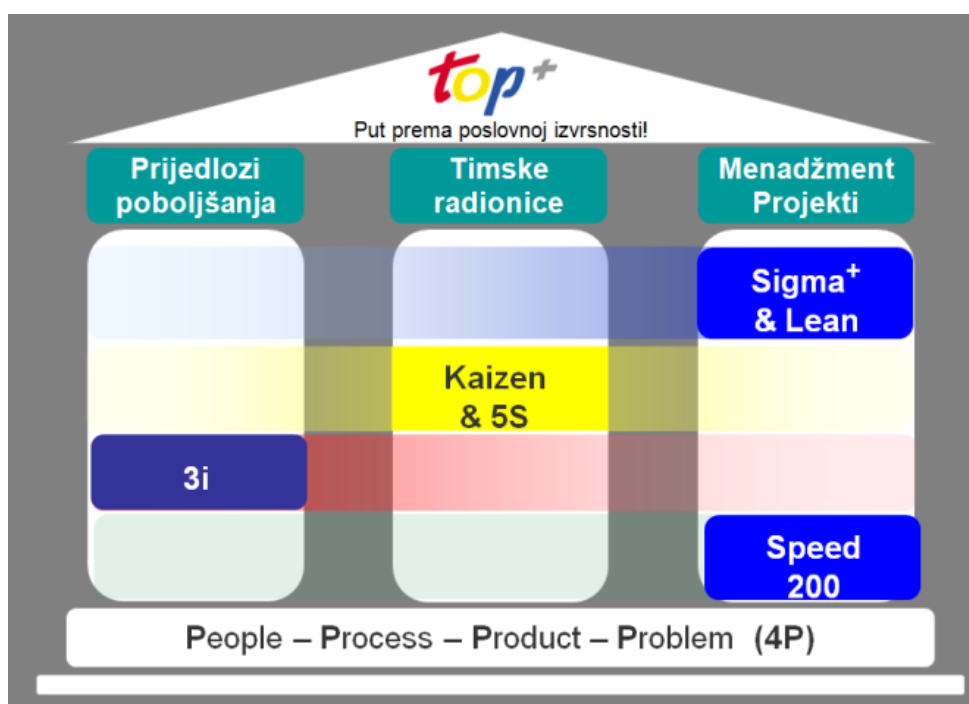 top+
Put prema poslovnoj izvrsnosti!
Prijedlozi
poboljšanja
Timske
radionice
Menadžment
Projekti
Sigma+
& Lean
Kaizen
& 5S
3i
Speed
200
People – Process – Product – Problem (4P)